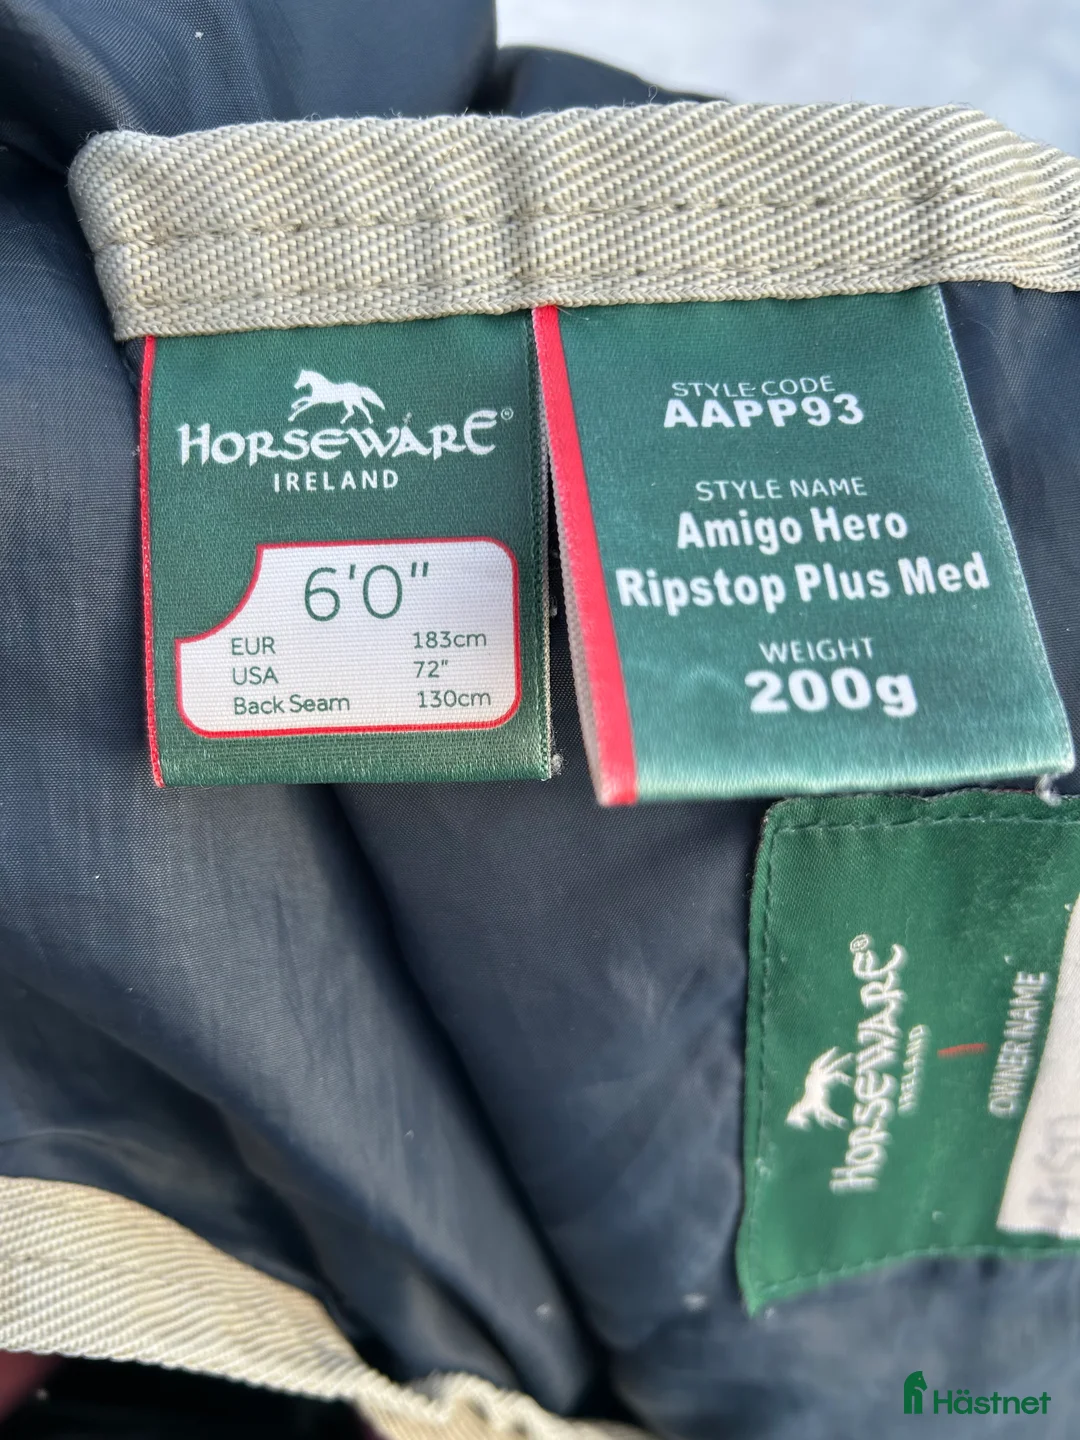 HORSEWARE®
IRELAND
6'0"
EUR 183cm
USA 72"
Back Seam 130cm
STYLE CODE
AAPP93
STYLE NAME
Amigo Hero
Ripstop Plus Med
WEIGHT
200g
HORSEWARE®
IRELAND
OWNER NAME
Hästnet